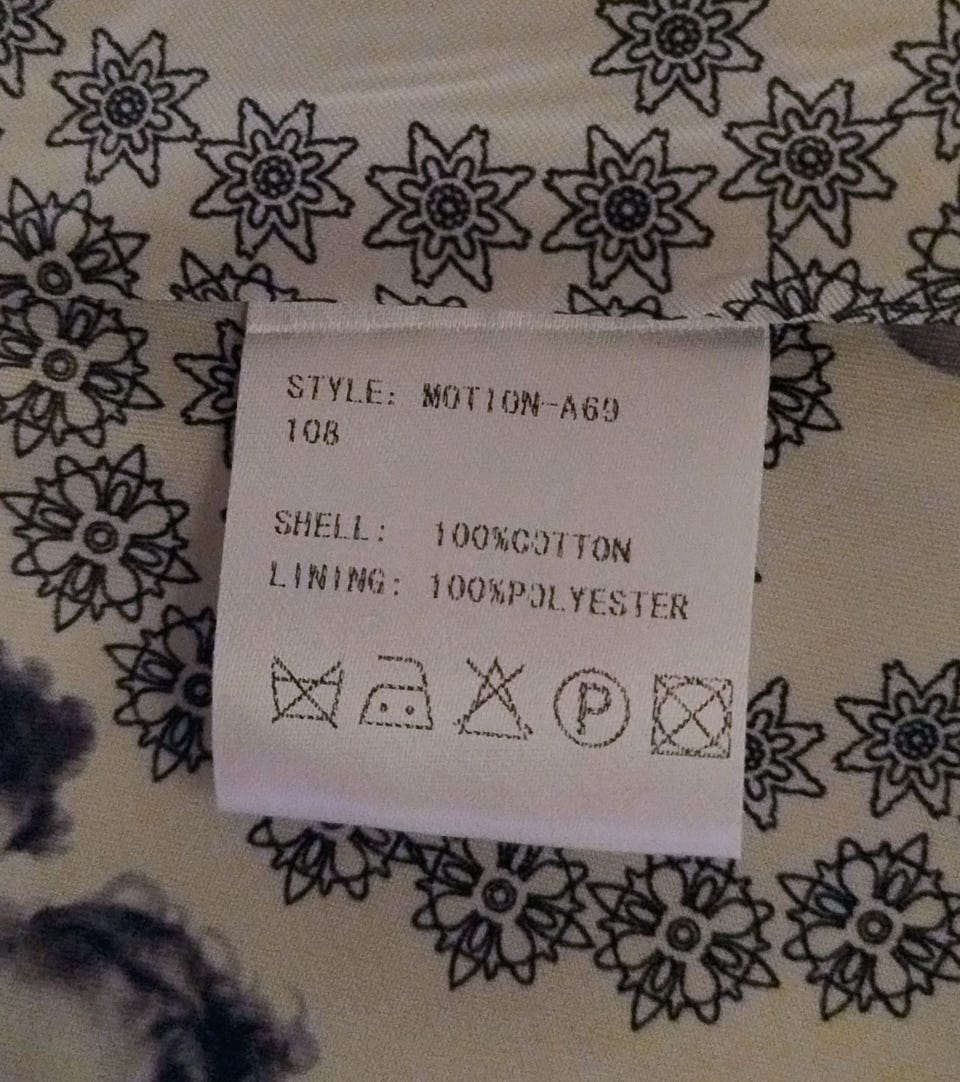 STYLE: MOTION-A69
108
SHELL: 100%COTTON
LINING: 100%POLYESTER
P